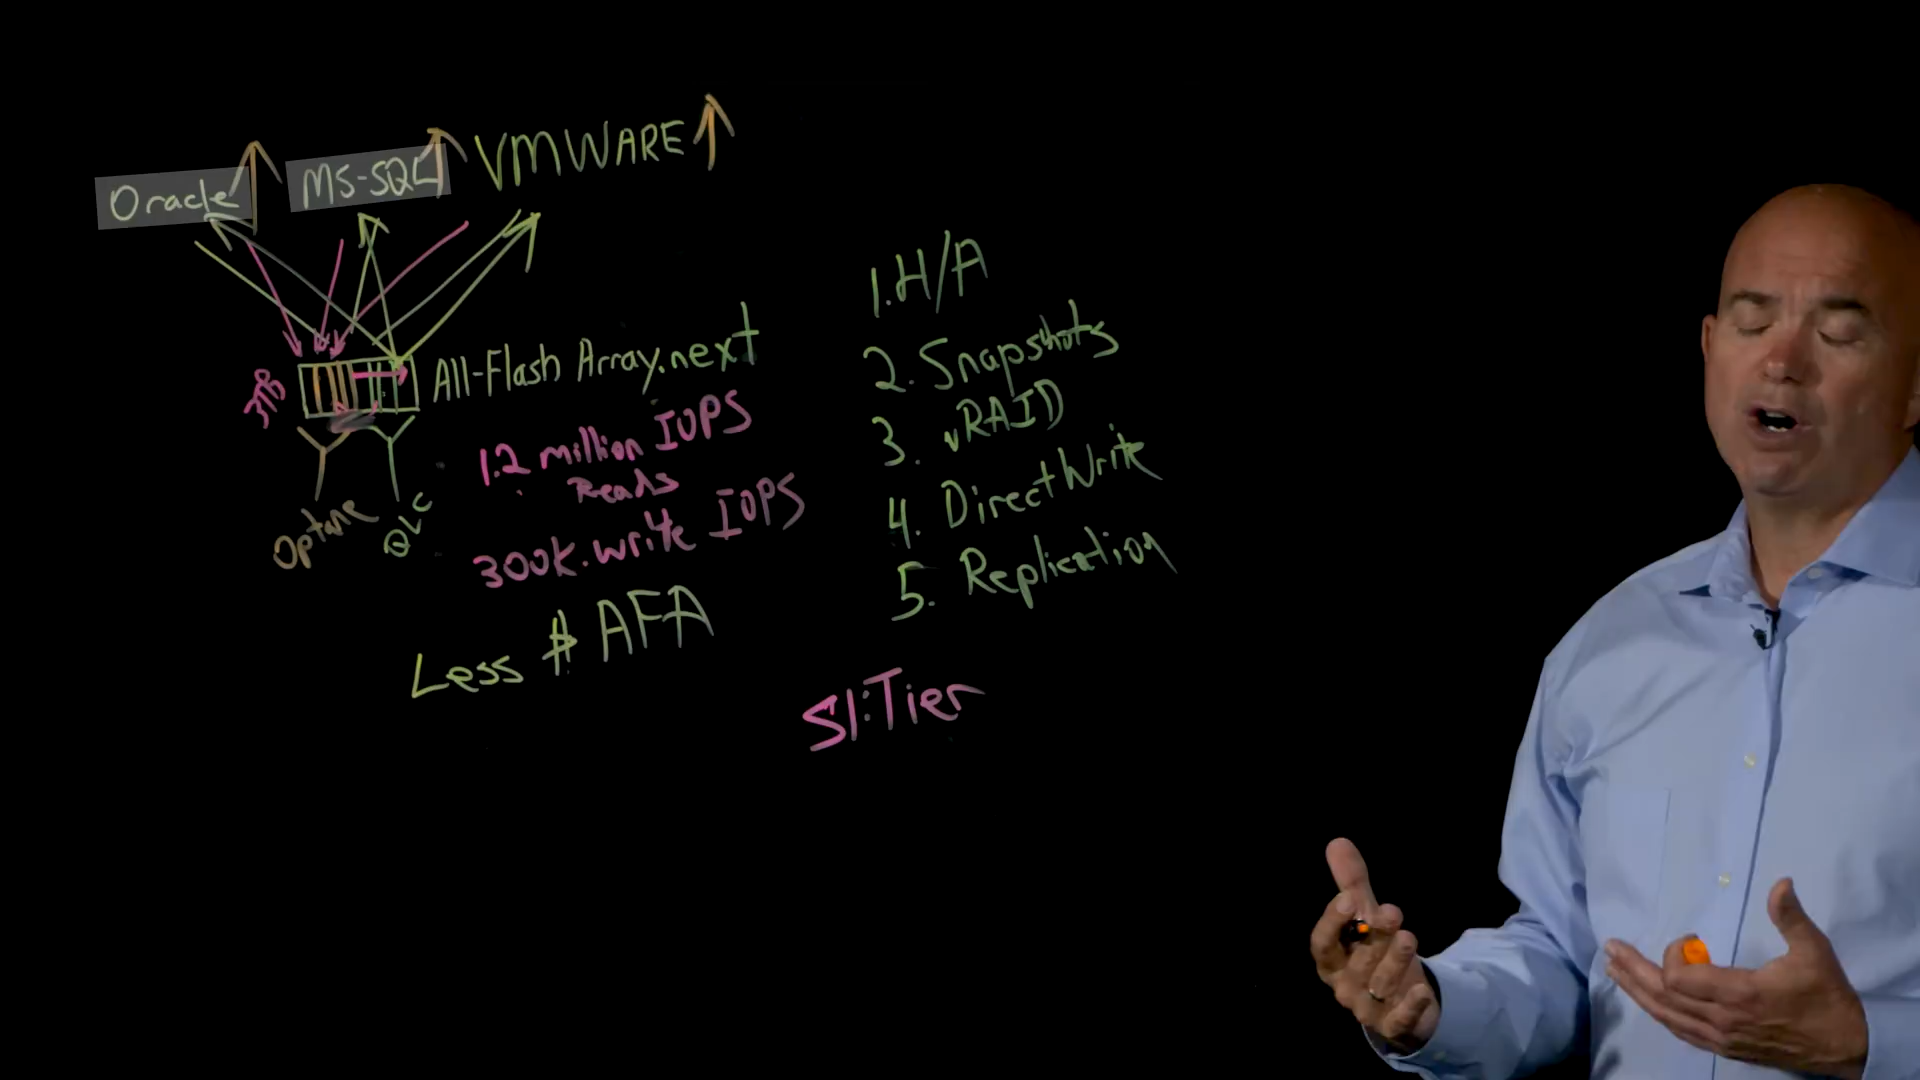 Oracle MS-SQL VMWARE
All-Flash Array.next
1.2 million IOPS
Reads
300K.write IOPS
Optane QLC
Less $ AFA
1. H/A
2. Snapshots
3. vRAID
4. DirectWrite
5. Replication
SI:Tier